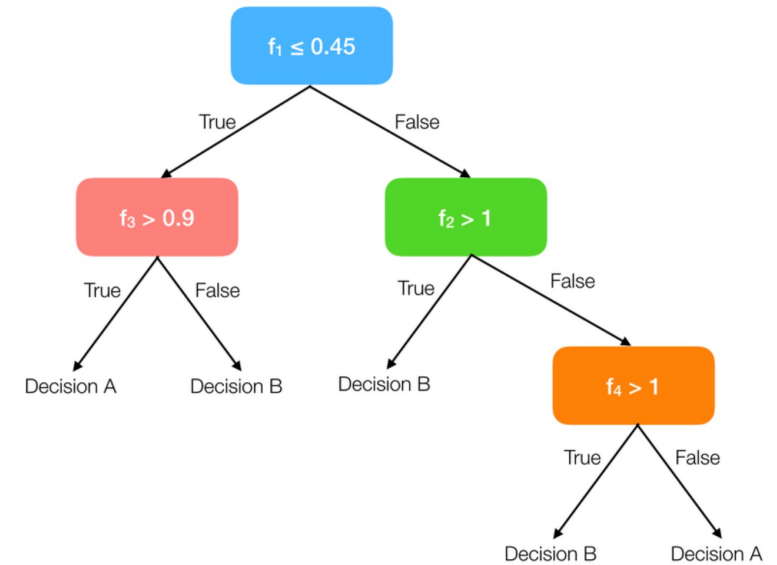 f₁ ≤ 0.45
True
False
f₃ > 0.9
f₂ > 1
True
False
True
False
Decision A
Decision B
Decision B
f₄ > 1
True
False
Decision B
Decision A